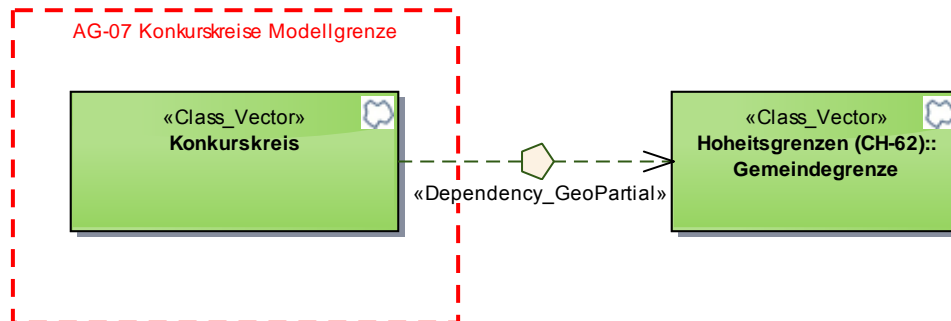 AG-07 Konkurskreise Modellgrenze
«Class_Vector»
Konkurskreis
«Dependency_GeoPartial»
«Class_Vector»
Hoheitsgrenzen (CH-62)::
Gemeindegrenze